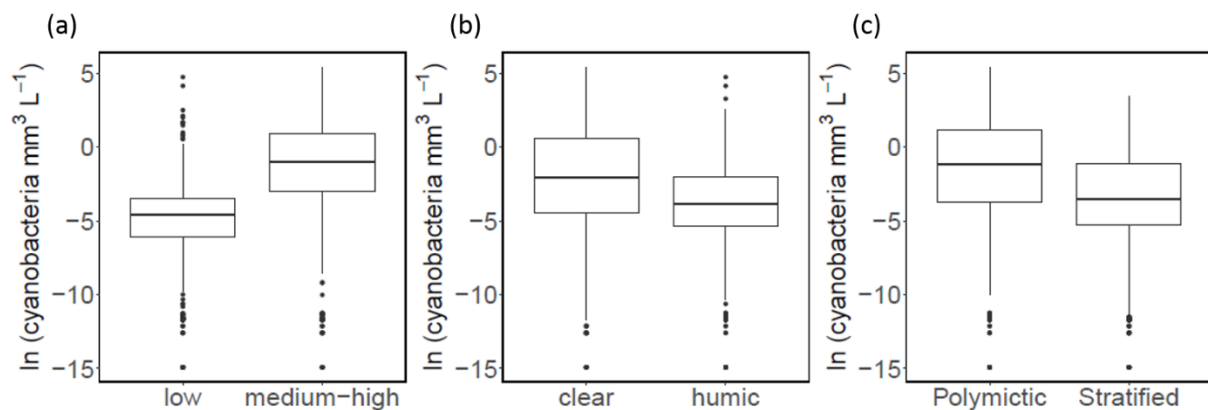 (a)
ln (cyanobacteria mm³ L⁻¹)
5
0
−5
−10
−15
low medium−high
(b)
ln (cyanobacteria mm³ L⁻¹)
5
0
−5
−10
−15
clear humic
(c)
ln (cyanobacteria mm³ L⁻¹)
5
0
−5
−10
−15
Polymictic Stratified